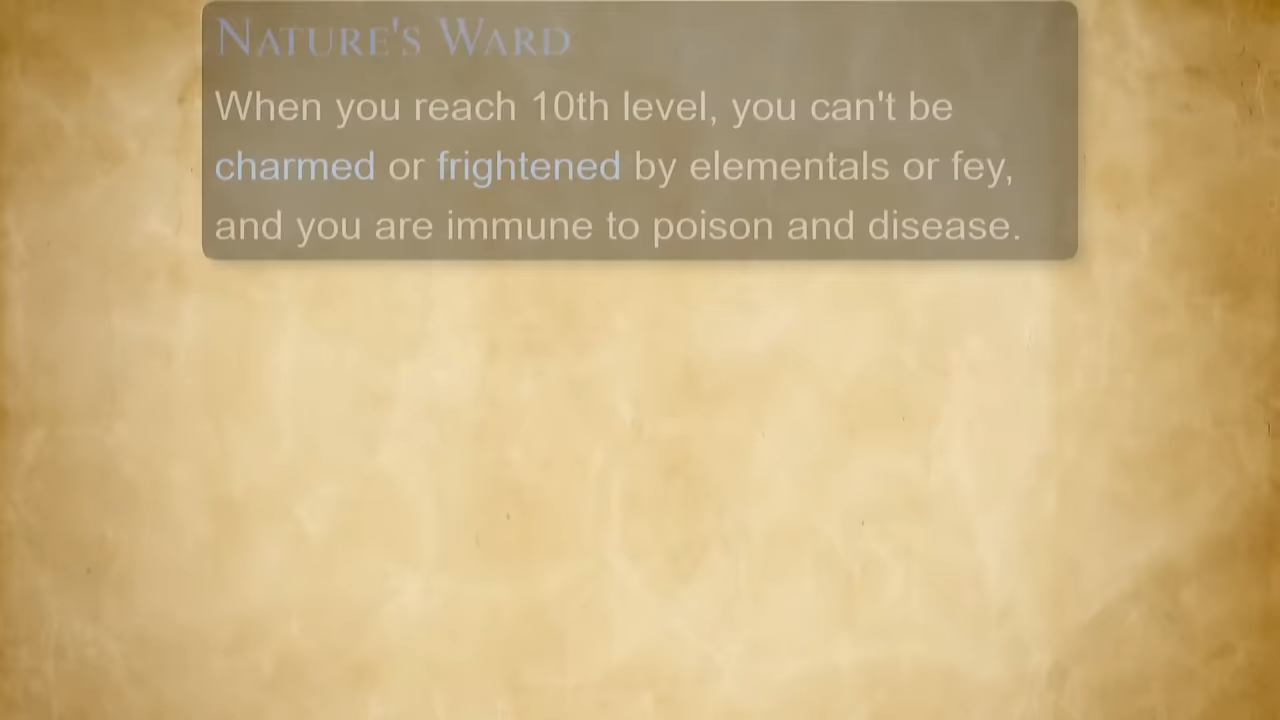 Nature's Ward
When you reach 10th level, you can't be
charmed or frightened by elementals or fey,
and you are immune to poison and disease.